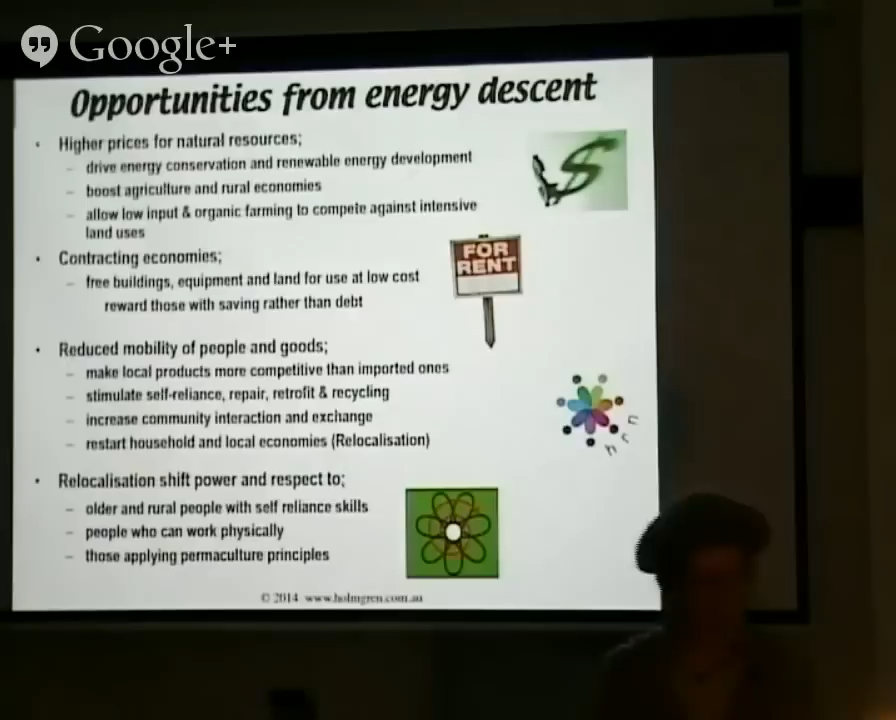 Google+
Opportunities from energy descent
• Higher prices for natural resources;
– drive energy conservation and renewable energy development
– boost agriculture and rural economies
– allow low input & organic farming to compete against intensive
land uses
• Contracting economies;
– free buildings, equipment and land for use at low cost
reward those with saving rather than debt
FOR
RENT
• Reduced mobility of people and goods;
– make local products more competitive than imported ones
– stimulate self-reliance, repair, retrofit & recycling
– increase community interaction and exchange
– restart household and local economies (Relocalisation)
• Relocalisation shift power and respect to;
– older and rural people with self reliance skills
– people who can work physically
– those applying permaculture principles
© 2014 www.holmgren.com.au